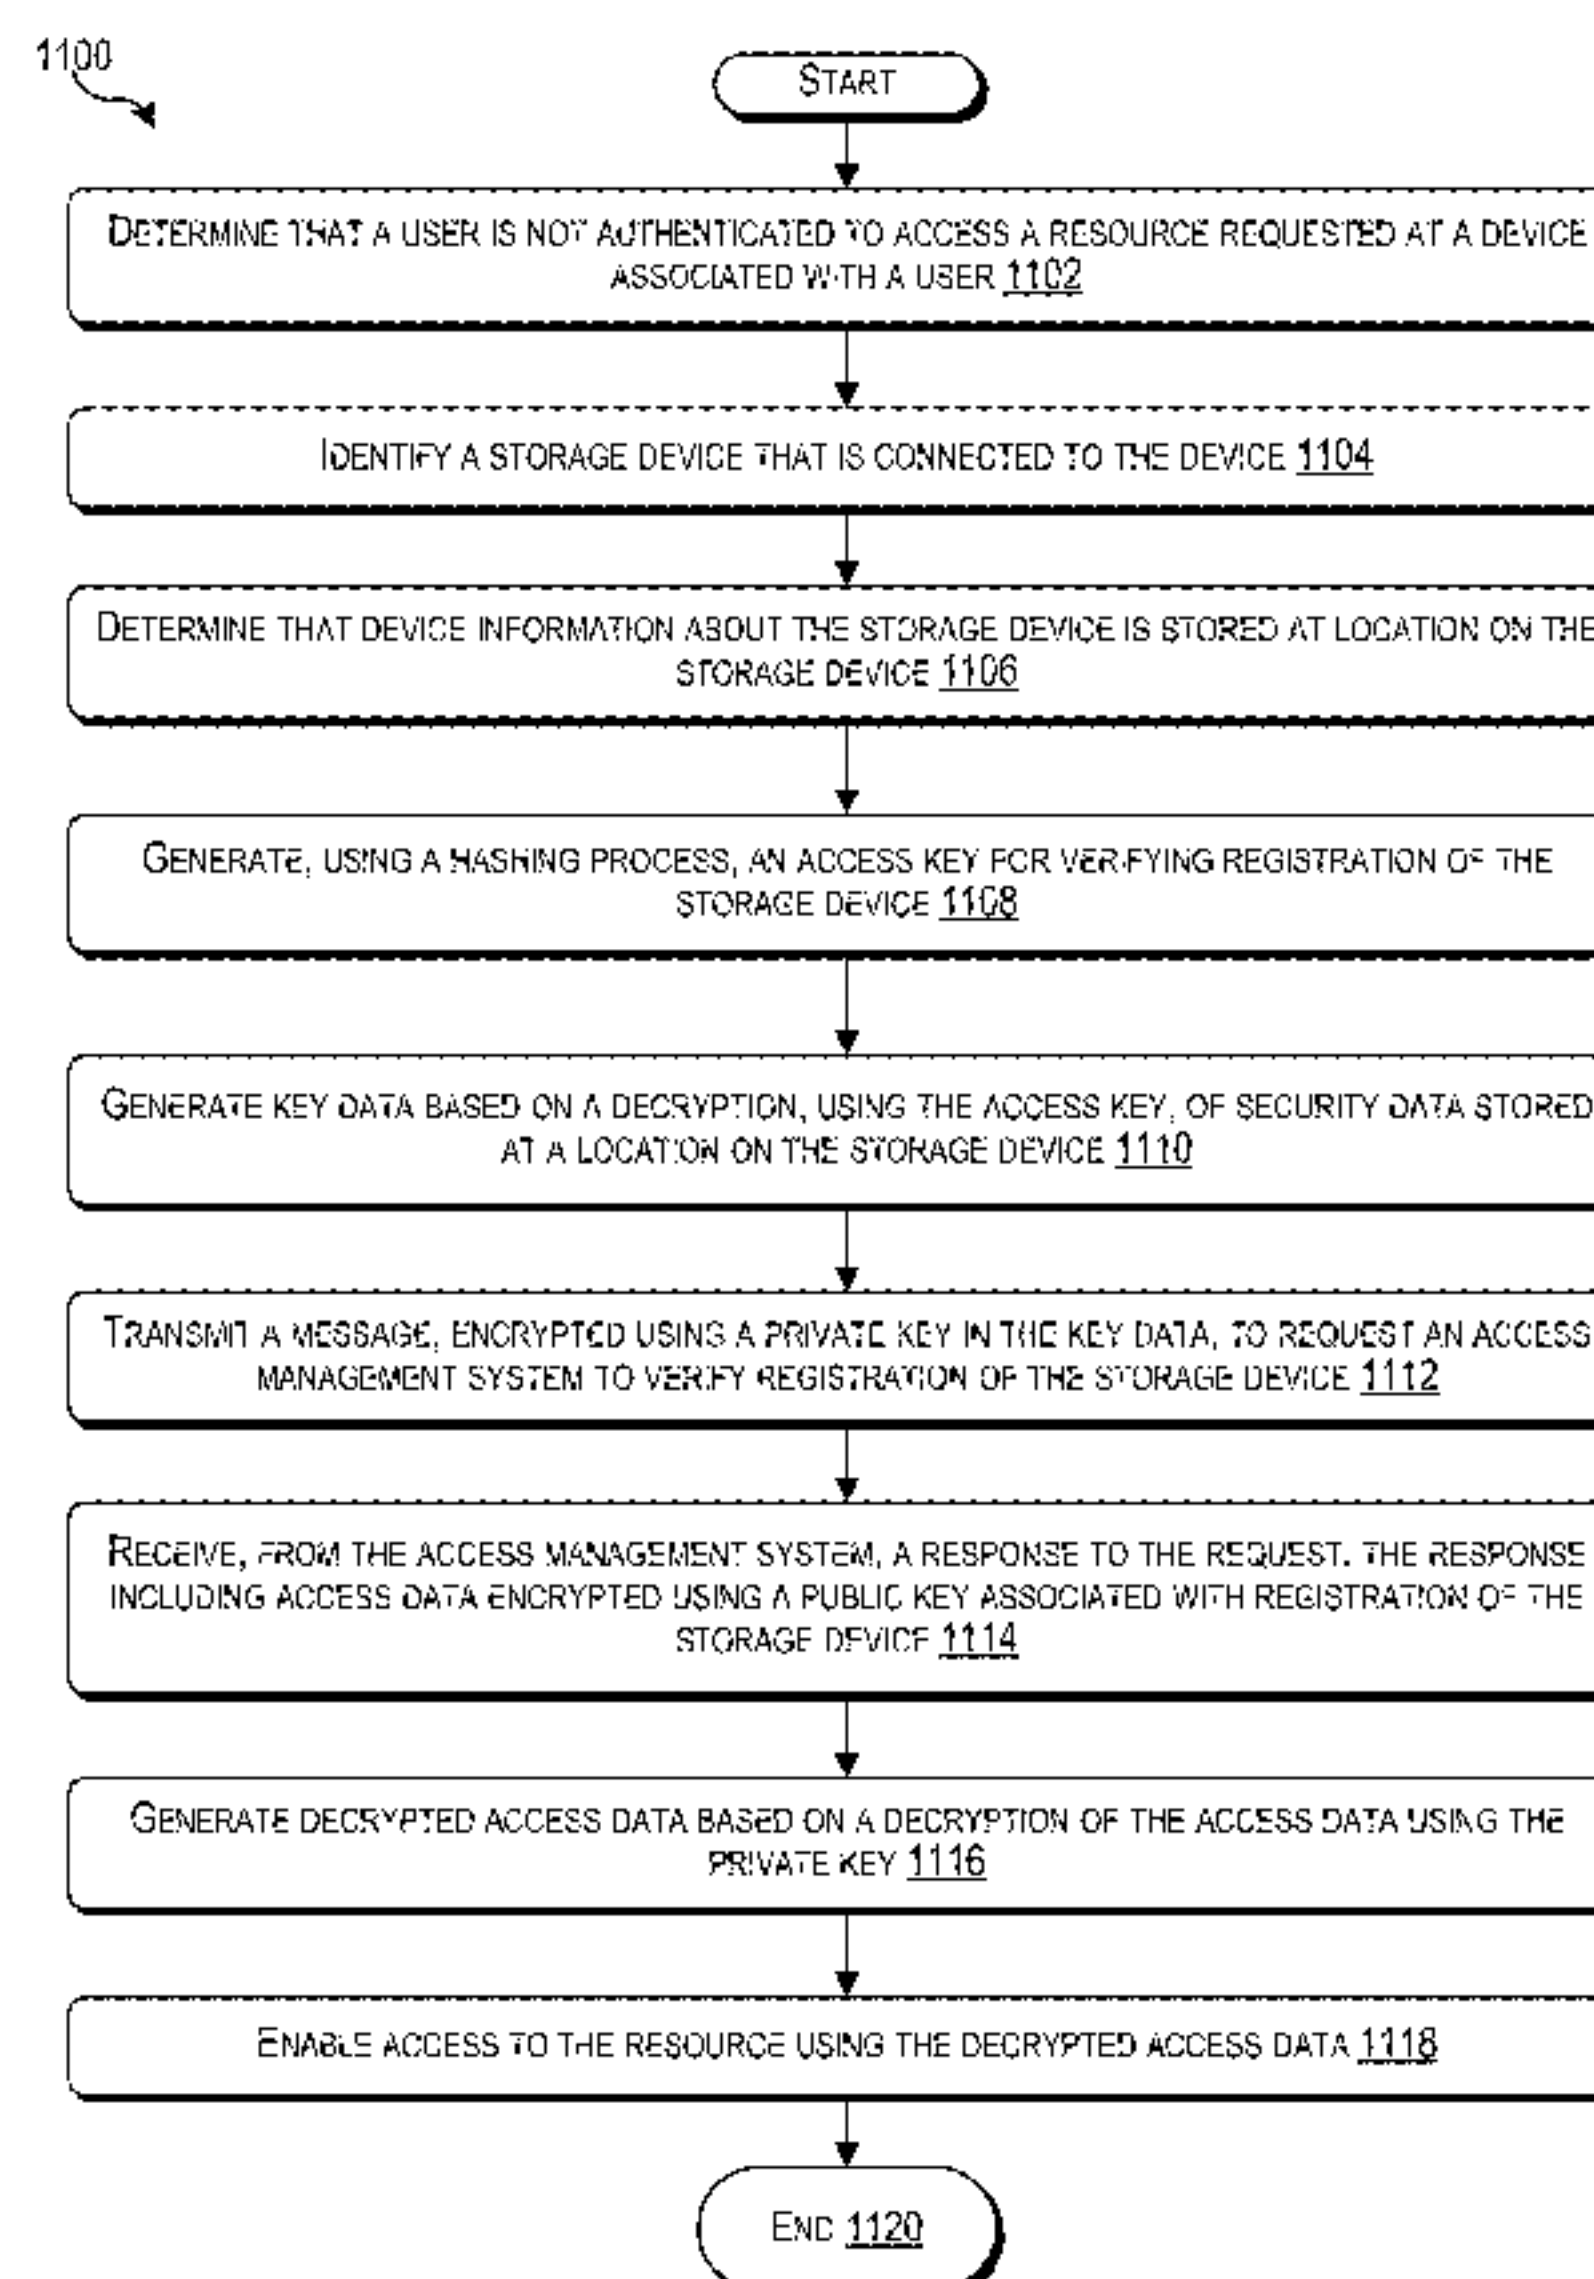 1100
START
DETERMINE THAT A USER IS NOT AUTHENTICATED TO ACCESS A RESOURCE REQUESTED AT A DEVICE
ASSOCIATED WITH A USER 1102
IDENTIFY A STORAGE DEVICE THAT IS CONNECTED TO THE DEVICE 1104
DETERMINE THAT DEVICE INFORMATION ABOUT THE STORAGE DEVICE IS STORED AT LOCATION ON THE
STORAGE DEVICE 1106
GENERATE, USING A HASHING PROCESS, AN ACCESS KEY FOR VERIFYING REGISTRATION OF THE
STORAGE DEVICE 1108
GENERATE KEY DATA BASED ON A DECRYPTION, USING THE ACCESS KEY, OF SECURITY DATA STORED
AT A LOCATION ON THE STORAGE DEVICE 1110
TRANSMIT A MESSAGE, ENCRYPTED USING A PRIVATE KEY IN THE KEY DATA, TO REQUEST AN ACCESS
MANAGEMENT SYSTEM TO VERIFY REGISTRATION OF THE STORAGE DEVICE 1112
RECEIVE, FROM THE ACCESS MANAGEMENT SYSTEM, A RESPONSE TO THE REQUEST. THE RESPONSE
INCLUDING ACCESS DATA ENCRYPTED USING A PUBLIC KEY ASSOCIATED WITH REGISTRATION OF THE
STORAGE DEVICE 1114
GENERATE DECRYPTED ACCESS DATA BASED ON A DECRYPTION OF THE ACCESS DATA USING THE
PRIVATE KEY 1116
ENABLE ACCESS TO THE RESOURCE USING THE DECRYPTED ACCESS DATA 1118
END 1120